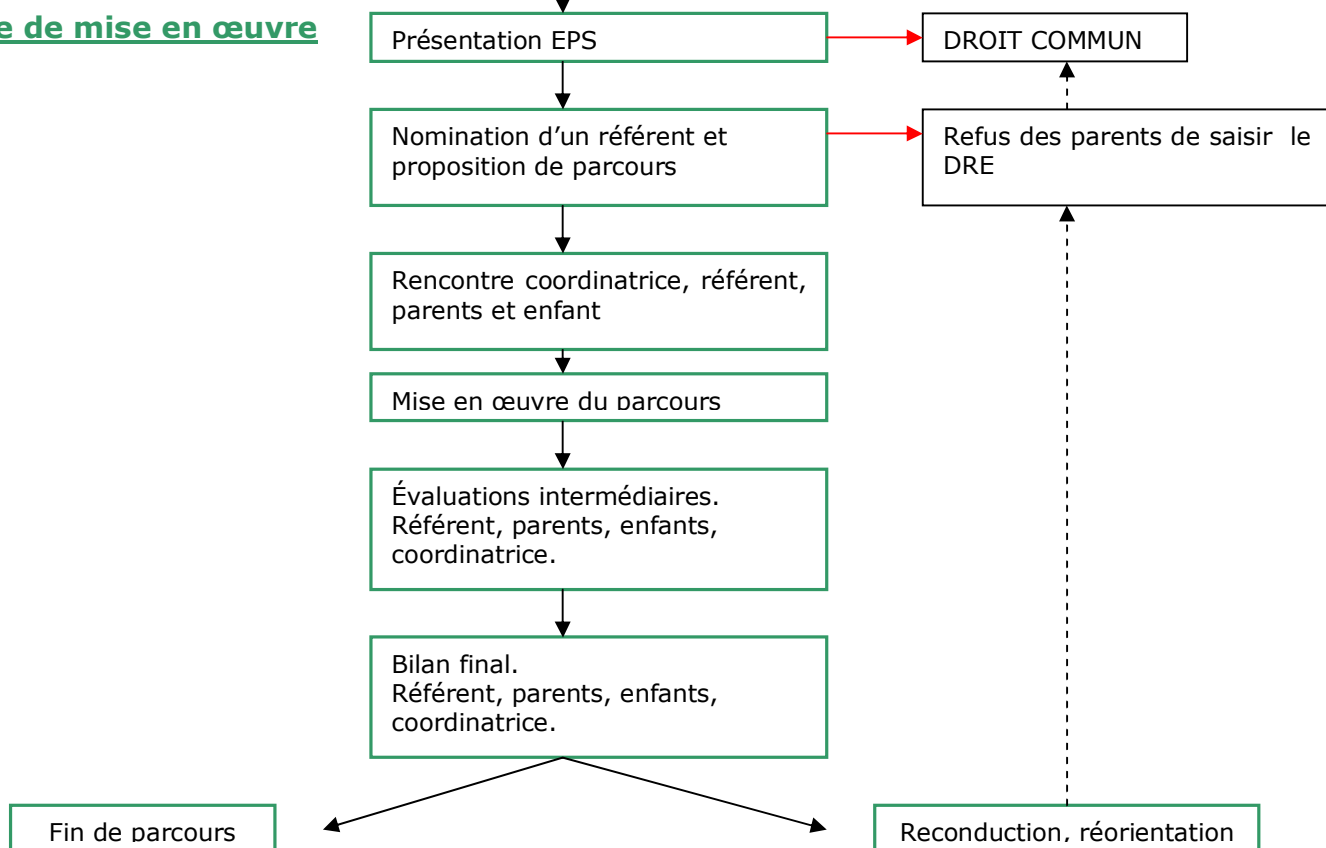 e de mise en œuvre
Présentation EPS
DROIT COMMUN
Nomination d’un référent et
proposition de parcours
Refus des parents de saisir le
DRE
Rencontre coordinatrice, référent,
parents et enfant
Mise en œuvre du parcours
Évaluations intermédiaires.
Référent, parents, enfants,
coordinatrice.
Bilan final.
Référent, parents, enfants,
coordinatrice.
Fin de parcours
Reconduction, réorientation